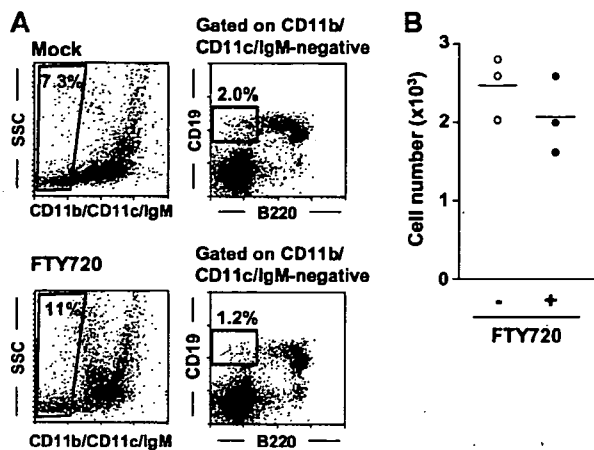 A
Mock
Gated on CD11b/
CD11c/IgM-negative
7.3%
SSC
CD11b/CD11c/IgM
2.0%
CD19
B220
FTY720
Gated on CD11b/
CD11c/IgM-negative
11%
SSC
CD11b/CD11c/IgM
1.2%
CD19
B220
B
Cell number (x10³)
3
2
1
0
- +
FTY720